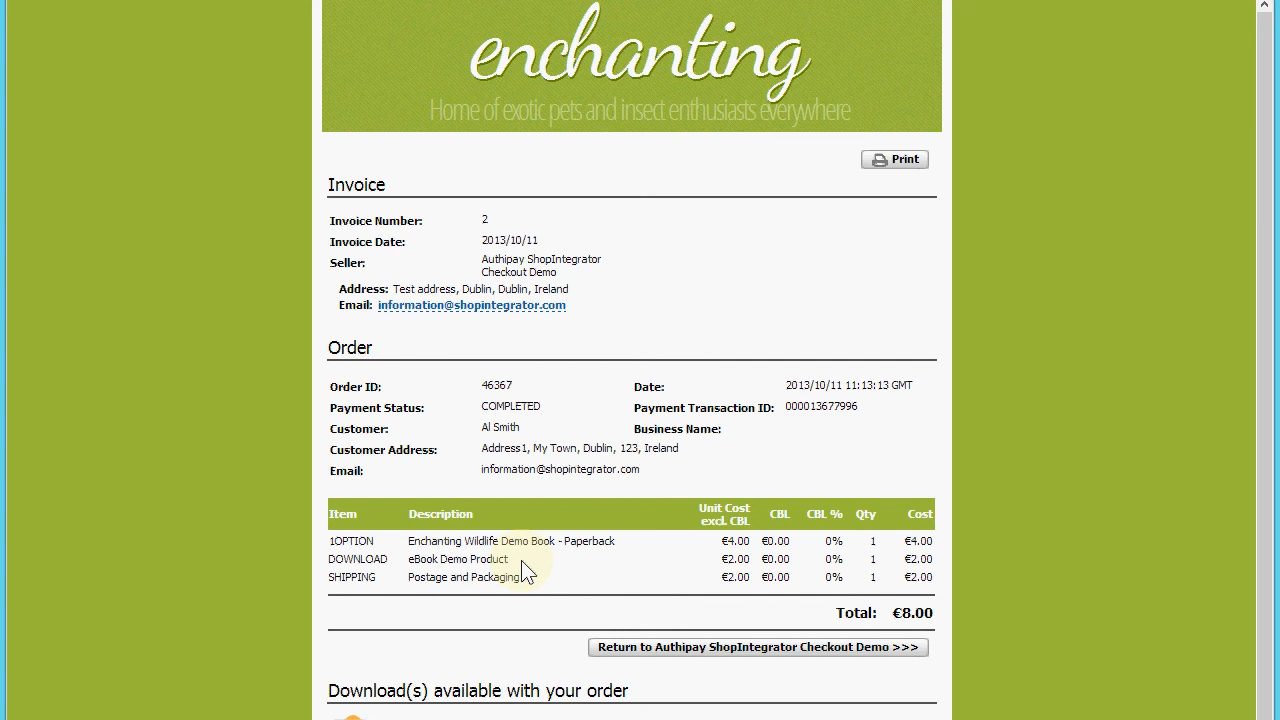 enchanting
Home of exotic pets and insect enthusiasts everywhere
Print
Invoice
Invoice Number: 2
Invoice Date: 2013/10/11
Seller: Authipay ShopIntegrator
Checkout Demo
Address: Test address, Dublin, Dublin, Ireland
Email: information@shopintegrator.com
Order
Order ID: 46367 Date: 2013/10/11 11:13:13 GMT
Payment Status: COMPLETED Payment Transaction ID: 000013677996
Customer: Al Smith Business Name:
Customer Address: Address1, My Town, Dublin, 123, Ireland
Email: information@shopintegrator.com
Item Description Unit Cost excl. CBL CBL CBL % Qty Cost
1OPTION Enchanting Wildlife Demo Book - Paperback €4.00 €0.00 0% 1 €4.00
DOWNLOAD eBook Demo Product €2.00 €0.00 0% 1 €2.00
SHIPPING Postage and Packaging €2.00 €0.00 0% 1 €2.00
Total: €8.00
Return to Authipay ShopIntegrator Checkout Demo >>>
Download(s) available with your order